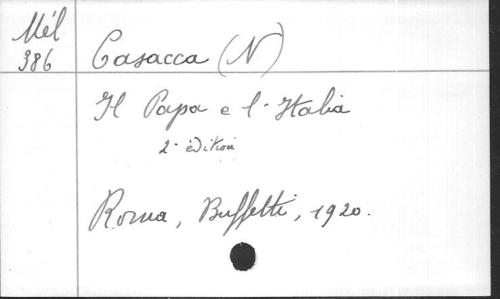 Mél
386
Casacca (N)
Il Papa e l'Italia
2e édition
Roma, Buffetti, 1920.